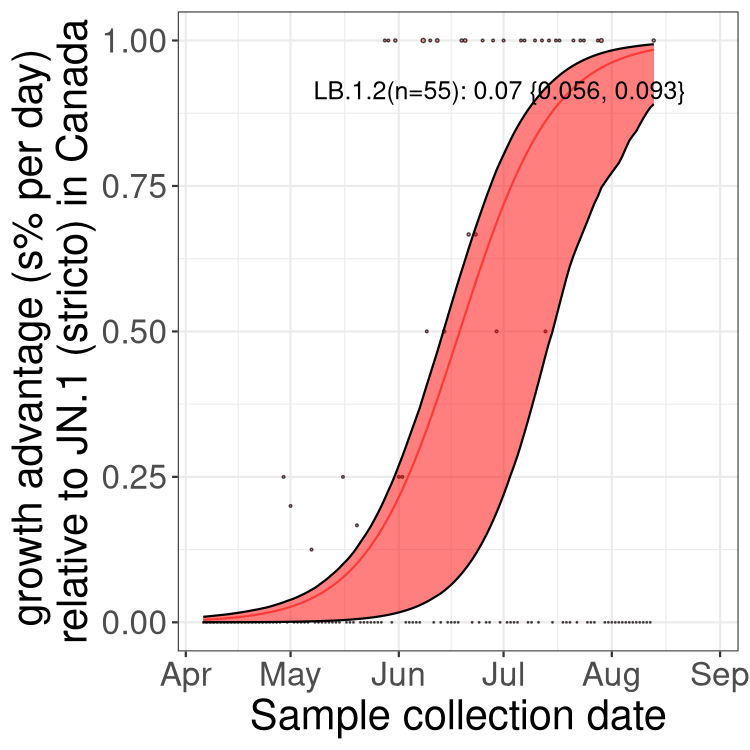 growth advantage (s% per day)
relative to JN.1 (stricto) in Canada
1.00
0.75
0.50
0.25
0.00
LB.1.2(n=55): 0.07 {0.056, 0.093}
Apr May Jun Jul Aug Sep
Sample collection date